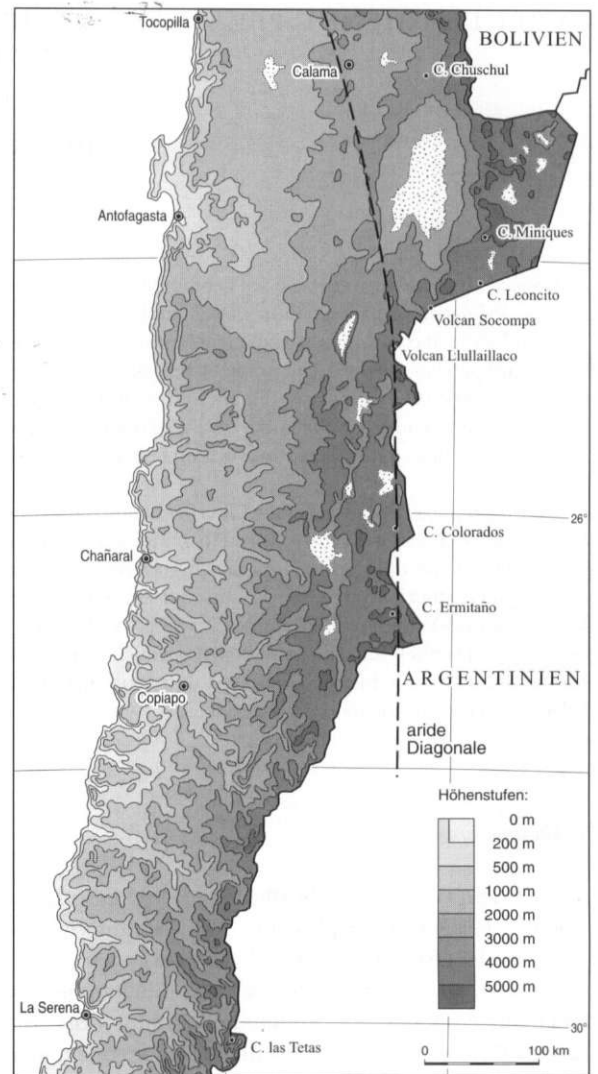 Tocopilla
BOLIVIEN
Calama
C. Chuschul
Antofagasta
C. Miniques
C. Leoncito
Volcan Socompa
Volcan Llullaillaco
26°
C. Colorados
Chañaral
C. Ermitaño
ARGENTINIEN
Copiapo
aride
Diagonale
Höhenstufen:
0 m
200 m
500 m
1000 m
2000 m
3000 m
4000 m
5000 m
La Serena
30°
C. las Tetas
0 100 km